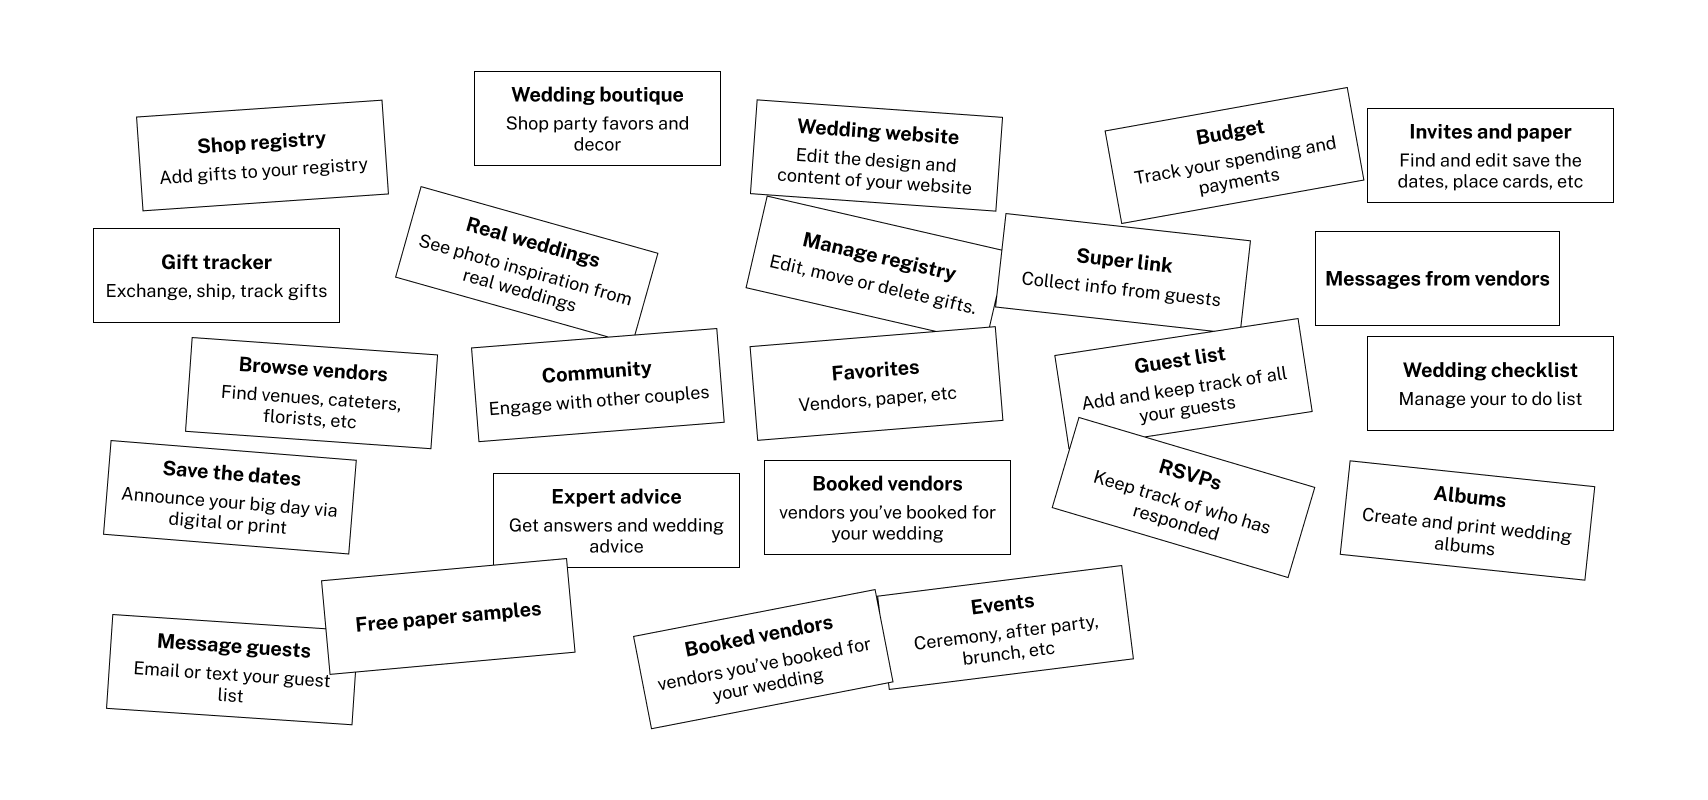 Wedding boutique
Shop party favors and
decor
Shop registry
Add gifts to your registry
Wedding website
Edit the design and
content of your website
Budget
Track your spending and
payments
Invites and paper
Find and edit save the
dates, place cards, etc
Gift tracker
Exchange, ship, track gifts
Real weddings
See photo inspiration from
real weddings
Manage registry
Edit, move or delete gifts.
Super link
Collect info from guests
Messages from vendors
Browse vendors
Find venues, cateters,
florists, etc
Community
Engage with other couples
Favorites
Vendors, paper, etc
Guest list
Add and keep track of all
your guests
Wedding checklist
Manage your to do list
Save the dates
Announce your big day via
digital or print
Expert advice
Get answers and wedding
advice
Booked vendors
vendors you’ve booked for
your wedding
RSVPs
Keep track of who has
responded
Albums
Create and print wedding
albums
Message guests
Email or text your guest
list
Free paper samples
Booked vendors
vendors you’ve booked for
your wedding
Events
Ceremony, after party,
brunch, etc